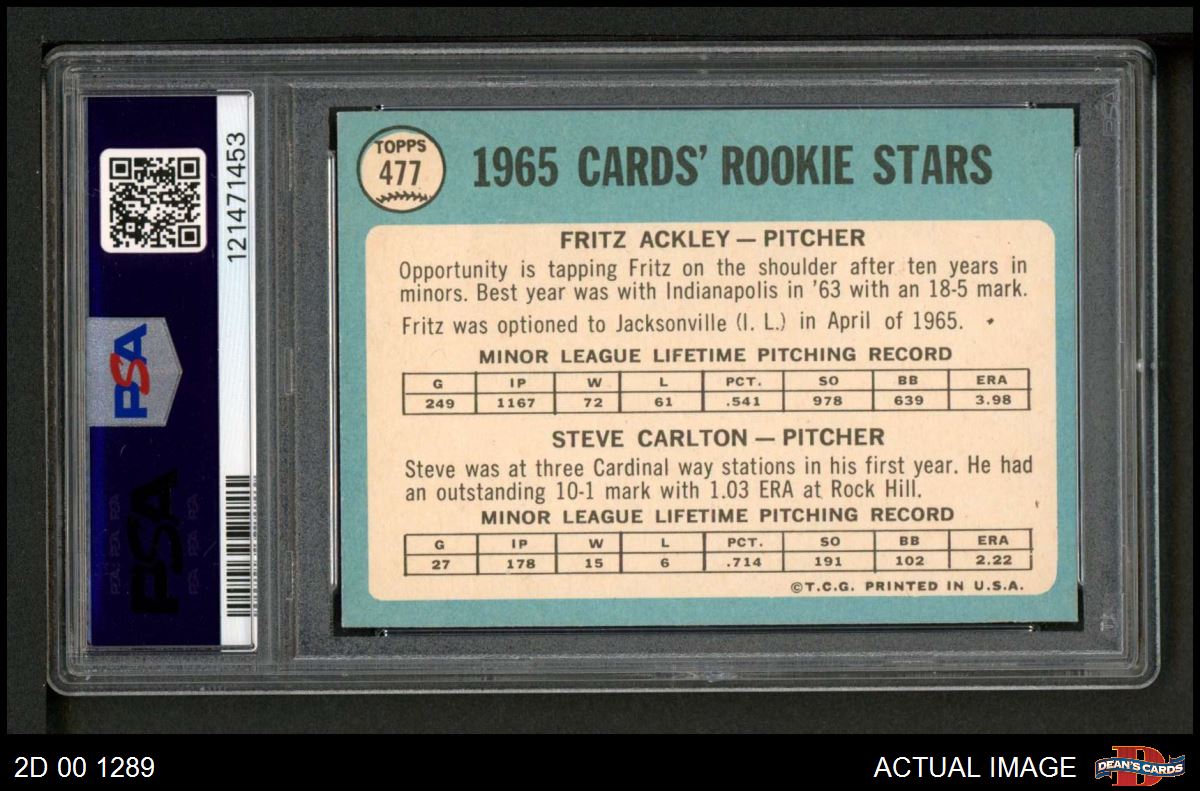 TOPPS
477
1965 CARDS' ROOKIE STARS
FRITZ ACKLEY — PITCHER
Opportunity is tapping Fritz on the shoulder after ten years in
minors. Best year was with Indianapolis in '63 with an 18-5 mark.
Fritz was optioned to Jacksonville (I. L.) in April of 1965.
MINOR LEAGUE LIFETIME PITCHING RECORD
G IP W L PCT. SO BB ERA
249 1167 72 61 .541 978 639 3.98
STEVE CARLTON — PITCHER
Steve was at three Cardinal way stations in his first year. He had
an outstanding 10-1 mark with 1.03 ERA at Rock Hill.
MINOR LEAGUE LIFETIME PITCHING RECORD
G IP W L PCT. SO BB ERA
27 178 15 6 .714 191 102 2.22
©T.C.G. PRINTED IN U.S.A.
121471453
PSA
PSA
2D 00 1289
ACTUAL IMAGE
DEAN'S CARDS